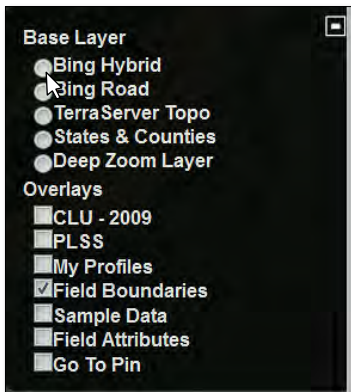 Base Layer
Bing Hybrid
Bing Road
TerraServer Topo
States & Counties
Deep Zoom Layer
Overlays
CLU - 2009
PLSS
My Profiles
Field Boundaries
Sample Data
Field Attributes
Go To Pin